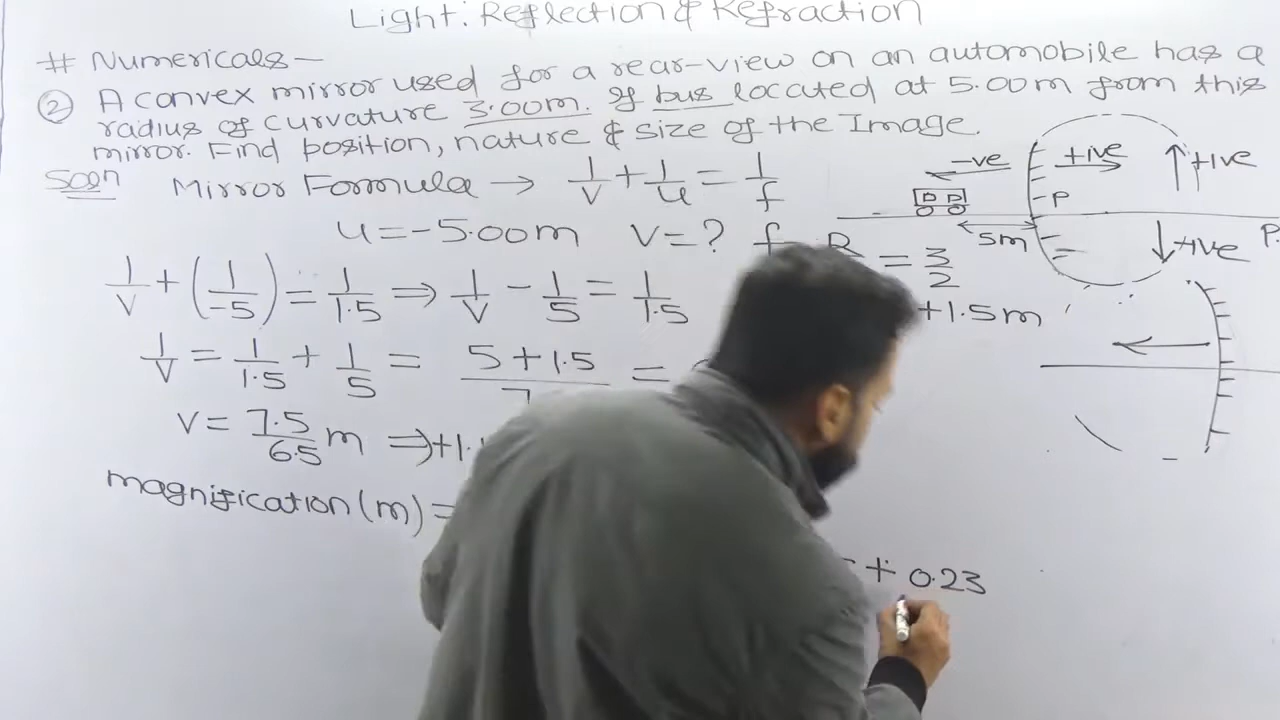 Light: Reflection & Refraction
# Numericals —
② A convex mirror used for a rear-view on an automobile has a
radius of curvature 3.00m. If bus located at 5.00m from this
mirror. Find position, nature & size of the Image.
Soln Mirror Formula → 1/v + 1/u = 1/f
u = -5.00m v = ? f R = 3/2
+1.5m
1/v + (1/-5) = 1/1.5 ⇒ 1/v - 1/5 = 1/1.5
1/v = 1/1.5 + 1/5 = 5+1.5/7 =
v = 7.5/6.5 m ⇒ +1.
magnification (m) =
+ 0.23
-ve +ive +ive
P
5m +ve P.